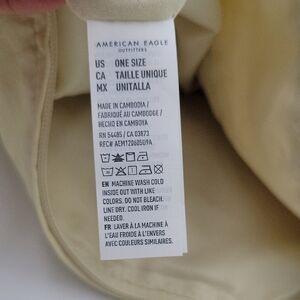 AMERICAN EAGLE
OUTFITTERS
US ONE SIZE
CA TAILLE UNIQUE
MX UNITALLA
MADE IN CAMBODIA /
FABRIQUÉ AU CAMBODGE /
HECHO EN CAMBOYA
RN 54485 / CA 03873
REF# AEM12060509A
EN MACHINE WASH COLD
INSIDE OUT WITH LIKE
COLORS. DO NOT BLEACH.
LINE DRY. COOL IRON IF
NEEDED.
FR LAVER À LA MACHINE À
L'EAU FROIDE À L'ENVERS
AVEC COULEURS SIMILAIRES.